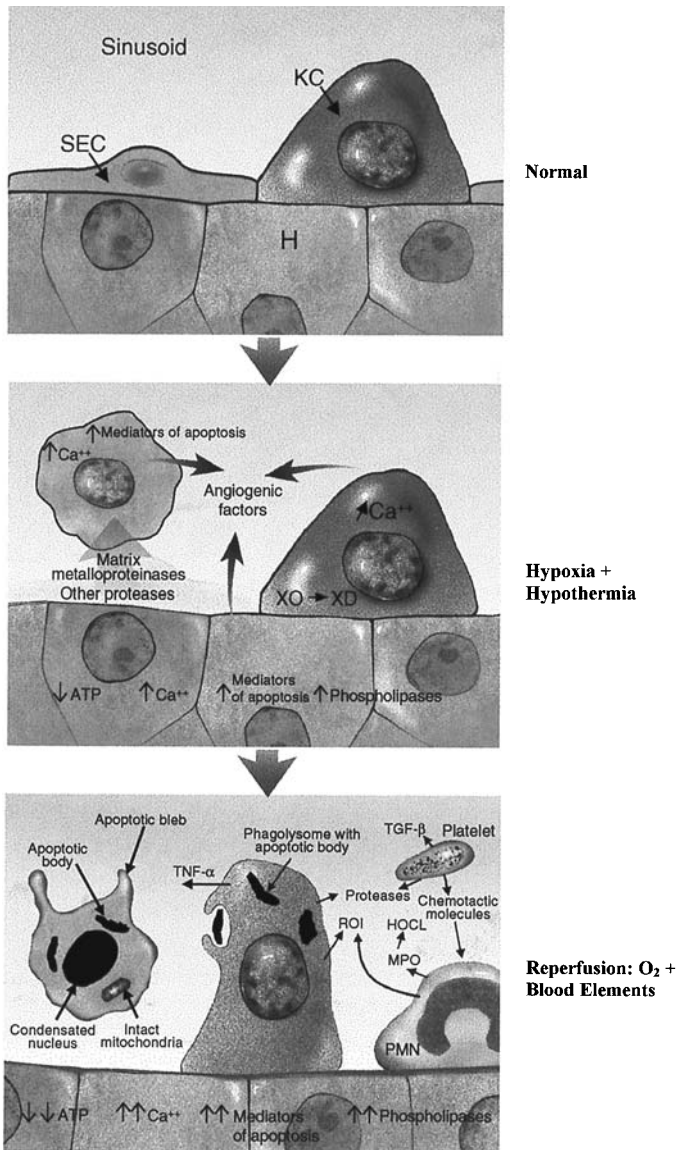 Sinusoid
KC
SEC
H
Normal
↑Mediators of apoptosis
↑Ca++
Angiogenic
factors
↗Ca++
Matrix
metalloproteinases
Other proteases
XO → XD
↓ATP
↑Ca++
↑Mediators
of apoptosis
↑Phospholipases
Hypoxia +
Hypothermia
Apoptotic bleb
Apoptotic
body
Condensated
nucleus
Intact
mitochondria
TNF-α
Phagolysome with
apoptotic body
TGF-β
Platelet
Proteases
Chemotactic
molecules
ROI
HOCL
MPO
PMN
↓↓ATP
↑↑Ca++
↑↑Mediators
of apoptosis
↑↑Phospholipases
Reperfusion: O₂ +
Blood Elements